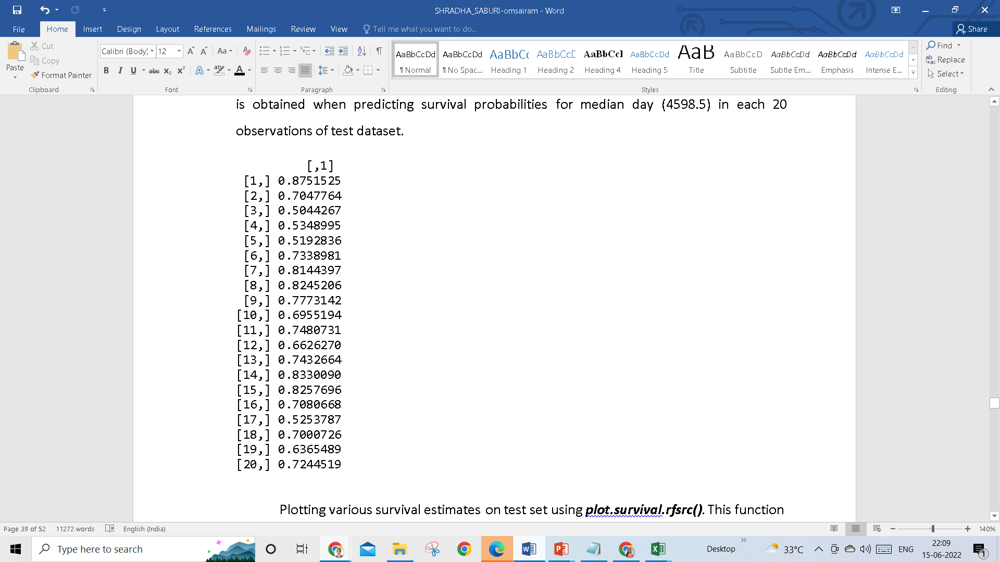 SHRADHA_SABURI-omsairam - Word
File Home Insert Design Layout References Mailings Review View Tell me what you want to do... Share
Paste Cut Copy Format Painter
Calibri (Body) 12
AaBbCcDd AaBbCcDd AaBbCc AaBbCcD AaBbCcI AaBbCcDd AaB AaBbCcD AaBbCcDd AaBbCcDd AaBbCcDd
¶ Normal ¶ No Spac... Heading 1 Heading 2 Heading 4 Heading 5 Title Subtitle Subtle Em... Emphasis Intense E...
Find
Replace
Select
Clipboard Font Paragraph Styles Editing
is obtained when predicting survival probabilities for median day (4598.5) in each 20
observations of test dataset.
[,1]
[1,] 0.8751525
[2,] 0.7047764
[3,] 0.5044267
[4,] 0.5348995
[5,] 0.5192836
[6,] 0.7338981
[7,] 0.8144397
[8,] 0.8245206
[9,] 0.7773142
[10,] 0.6955194
[11,] 0.7480731
[12,] 0.6626270
[13,] 0.7432664
[14,] 0.8330090
[15,] 0.8257696
[16,] 0.7080668
[17,] 0.5253787
[18,] 0.7000726
[19,] 0.6365489
[20,] 0.7244519
Plotting various survival estimates on test set using plot.survival.rfsrc(). This function
Page 39 of 52 11272 words English (India) 140%
Type here to search Desktop 33°C ENG 22:09
15-06-2022 1